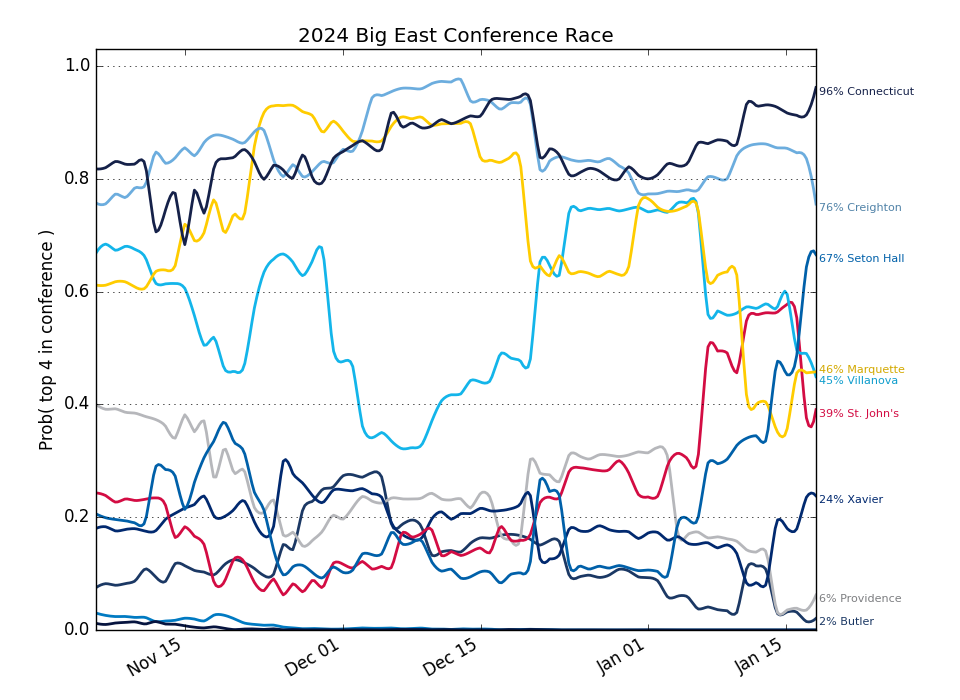 2024 Big East Conference Race
Prob( top 4 in conference )
1.0
0.8
0.6
0.4
0.2
0.0
96% Connecticut
76% Creighton
67% Seton Hall
46% Marquette
45% Villanova
39% St. John's
24% Xavier
6% Providence
2% Butler
Nov 15
Dec 01
Dec 15
Jan 01
Jan 15